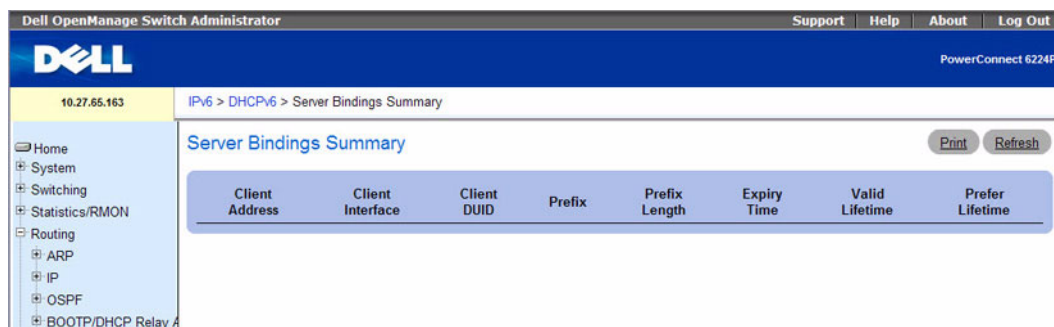 Dell OpenManage Switch Administrator
Support Help About Log Out
DELL
PowerConnect 6224P
10.27.65.163
IPv6 > DHCPv6 > Server Bindings Summary
Server Bindings Summary
Print Refresh
Home
System
Switching
Statistics/RMON
Routing
ARP
IP
OSPF
BOOTP/DHCP Relay A
Client Address
Client Interface
Client DUID
Prefix
Prefix Length
Expiry Time
Valid Lifetime
Prefer Lifetime